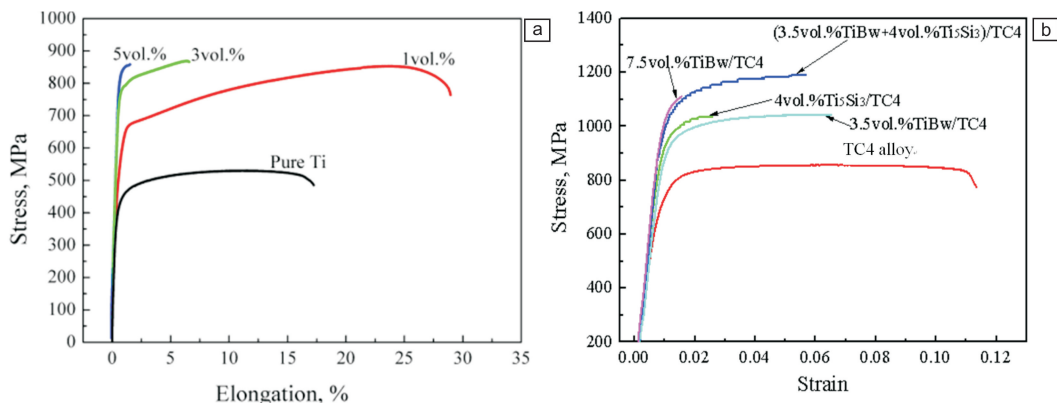 a
1000
900
800
700
600
500
400
300
200
100
0
Stress, MPa
5vol.%
3vol.%
1vol.%
Pure Ti
0 5 10 15 20 25 30 35
Elongation, %
b
1400
1200
1000
800
600
400
200
Stress, MPa
(3.5vol.%TiBw+4vol.%Ti₅Si₃)/TC4
7.5vol.%TiBw/TC4
4vol.%Ti₅Si₃/TC4
3.5vol.%TiBw/TC4
TC4 alloy
0.00 0.02 0.04 0.06 0.08 0.10 0.12
Strain